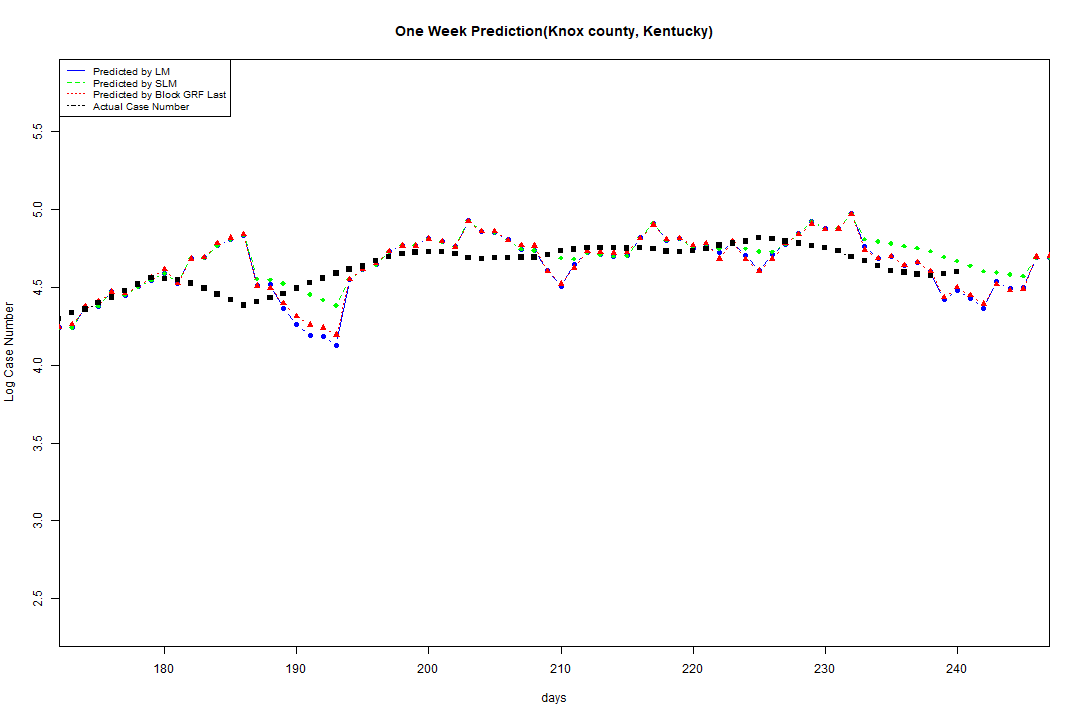 One Week Prediction(Knox county, Kentucky)
Predicted by LM
Predicted by SLM
Predicted by Block GRF Last
Actual Case Number
5.5
5.0
4.5
4.0
3.5
3.0
2.5
Log Case Number
180 190 200 210 220 230 240
days